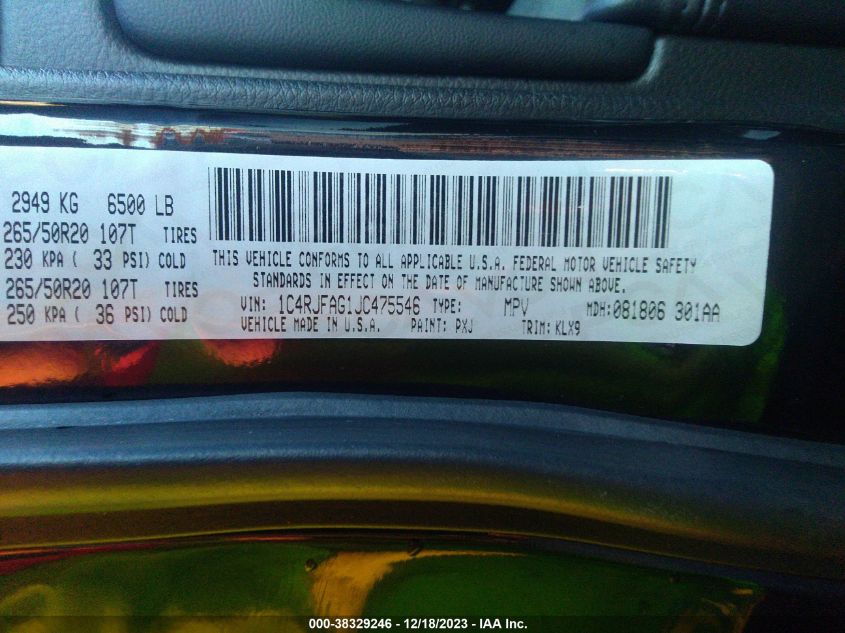 2949 KG 6500 LB
265/50R20 107T TIRES
230 KPA ( 33 PSI) COLD
265/50R20 107T TIRES
250 KPA ( 36 PSI) COLD
THIS VEHICLE CONFORMS TO ALL APPLICABLE U.S.A. FEDERAL MOTOR VEHICLE SAFETY
STANDARDS IN EFFECT ON THE DATE OF MANUFACTURE SHOWN ABOVE.
VIN: 1C4RJFAG1JC475546 TYPE: MPV MDH:081806 301AA
VEHICLE MADE IN U.S.A. PAINT: PXJ TRIM: KLX9
000-38329246 - 12/18/2023 - IAA Inc.